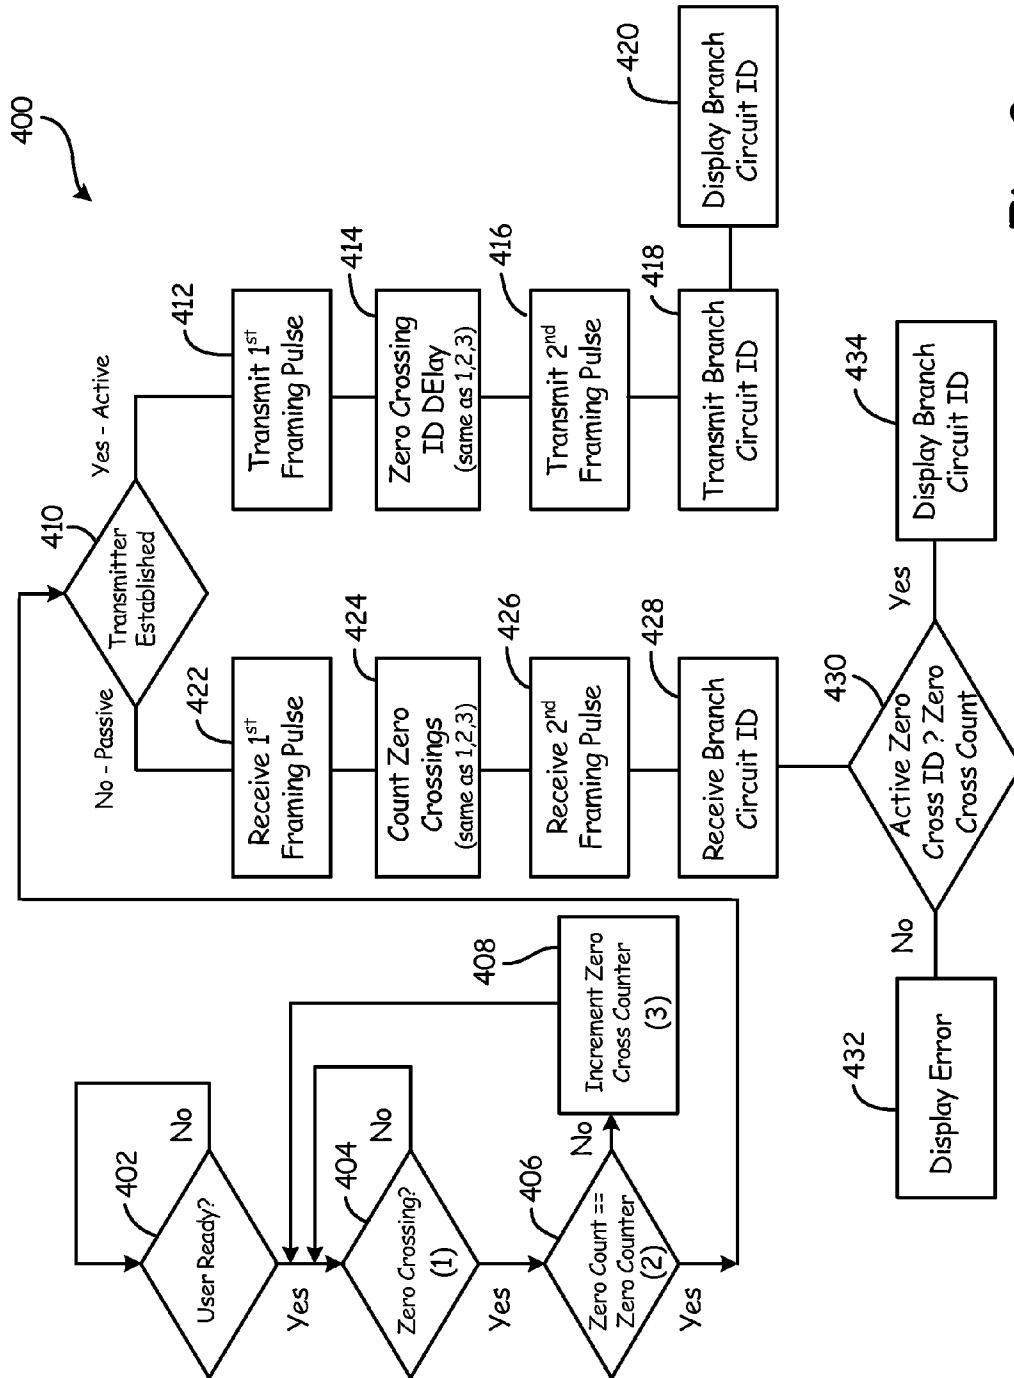 400
402
User Ready?
No
Yes
404
Zero Crossing?
(1)
No
Yes
406
Zero Count ==
Zero Counter
(2)
No
Yes
408
Increment Zero
Cross Counter
(3)
410
Transmitter
Established
No - Passive
Yes - Active
412
Transmit 1st
Framing Pulse
414
Zero Crossing
ID DElay
(same as 1,2,3)
416
Transmit 2nd
Framing Pulse
418
Transmit Branch
Circuit ID
420
Display Branch
Circuit ID
422
Receive 1st
Framing Pulse
424
Count Zero
Crossings
(same as 1,2,3)
426
Receive 2nd
Framing Pulse
428
Receive Branch
Circuit ID
430
Active Zero
Cross ID ? Zero
Cross Count
No
Yes
432
Display Error
434
Display Branch
Circuit ID